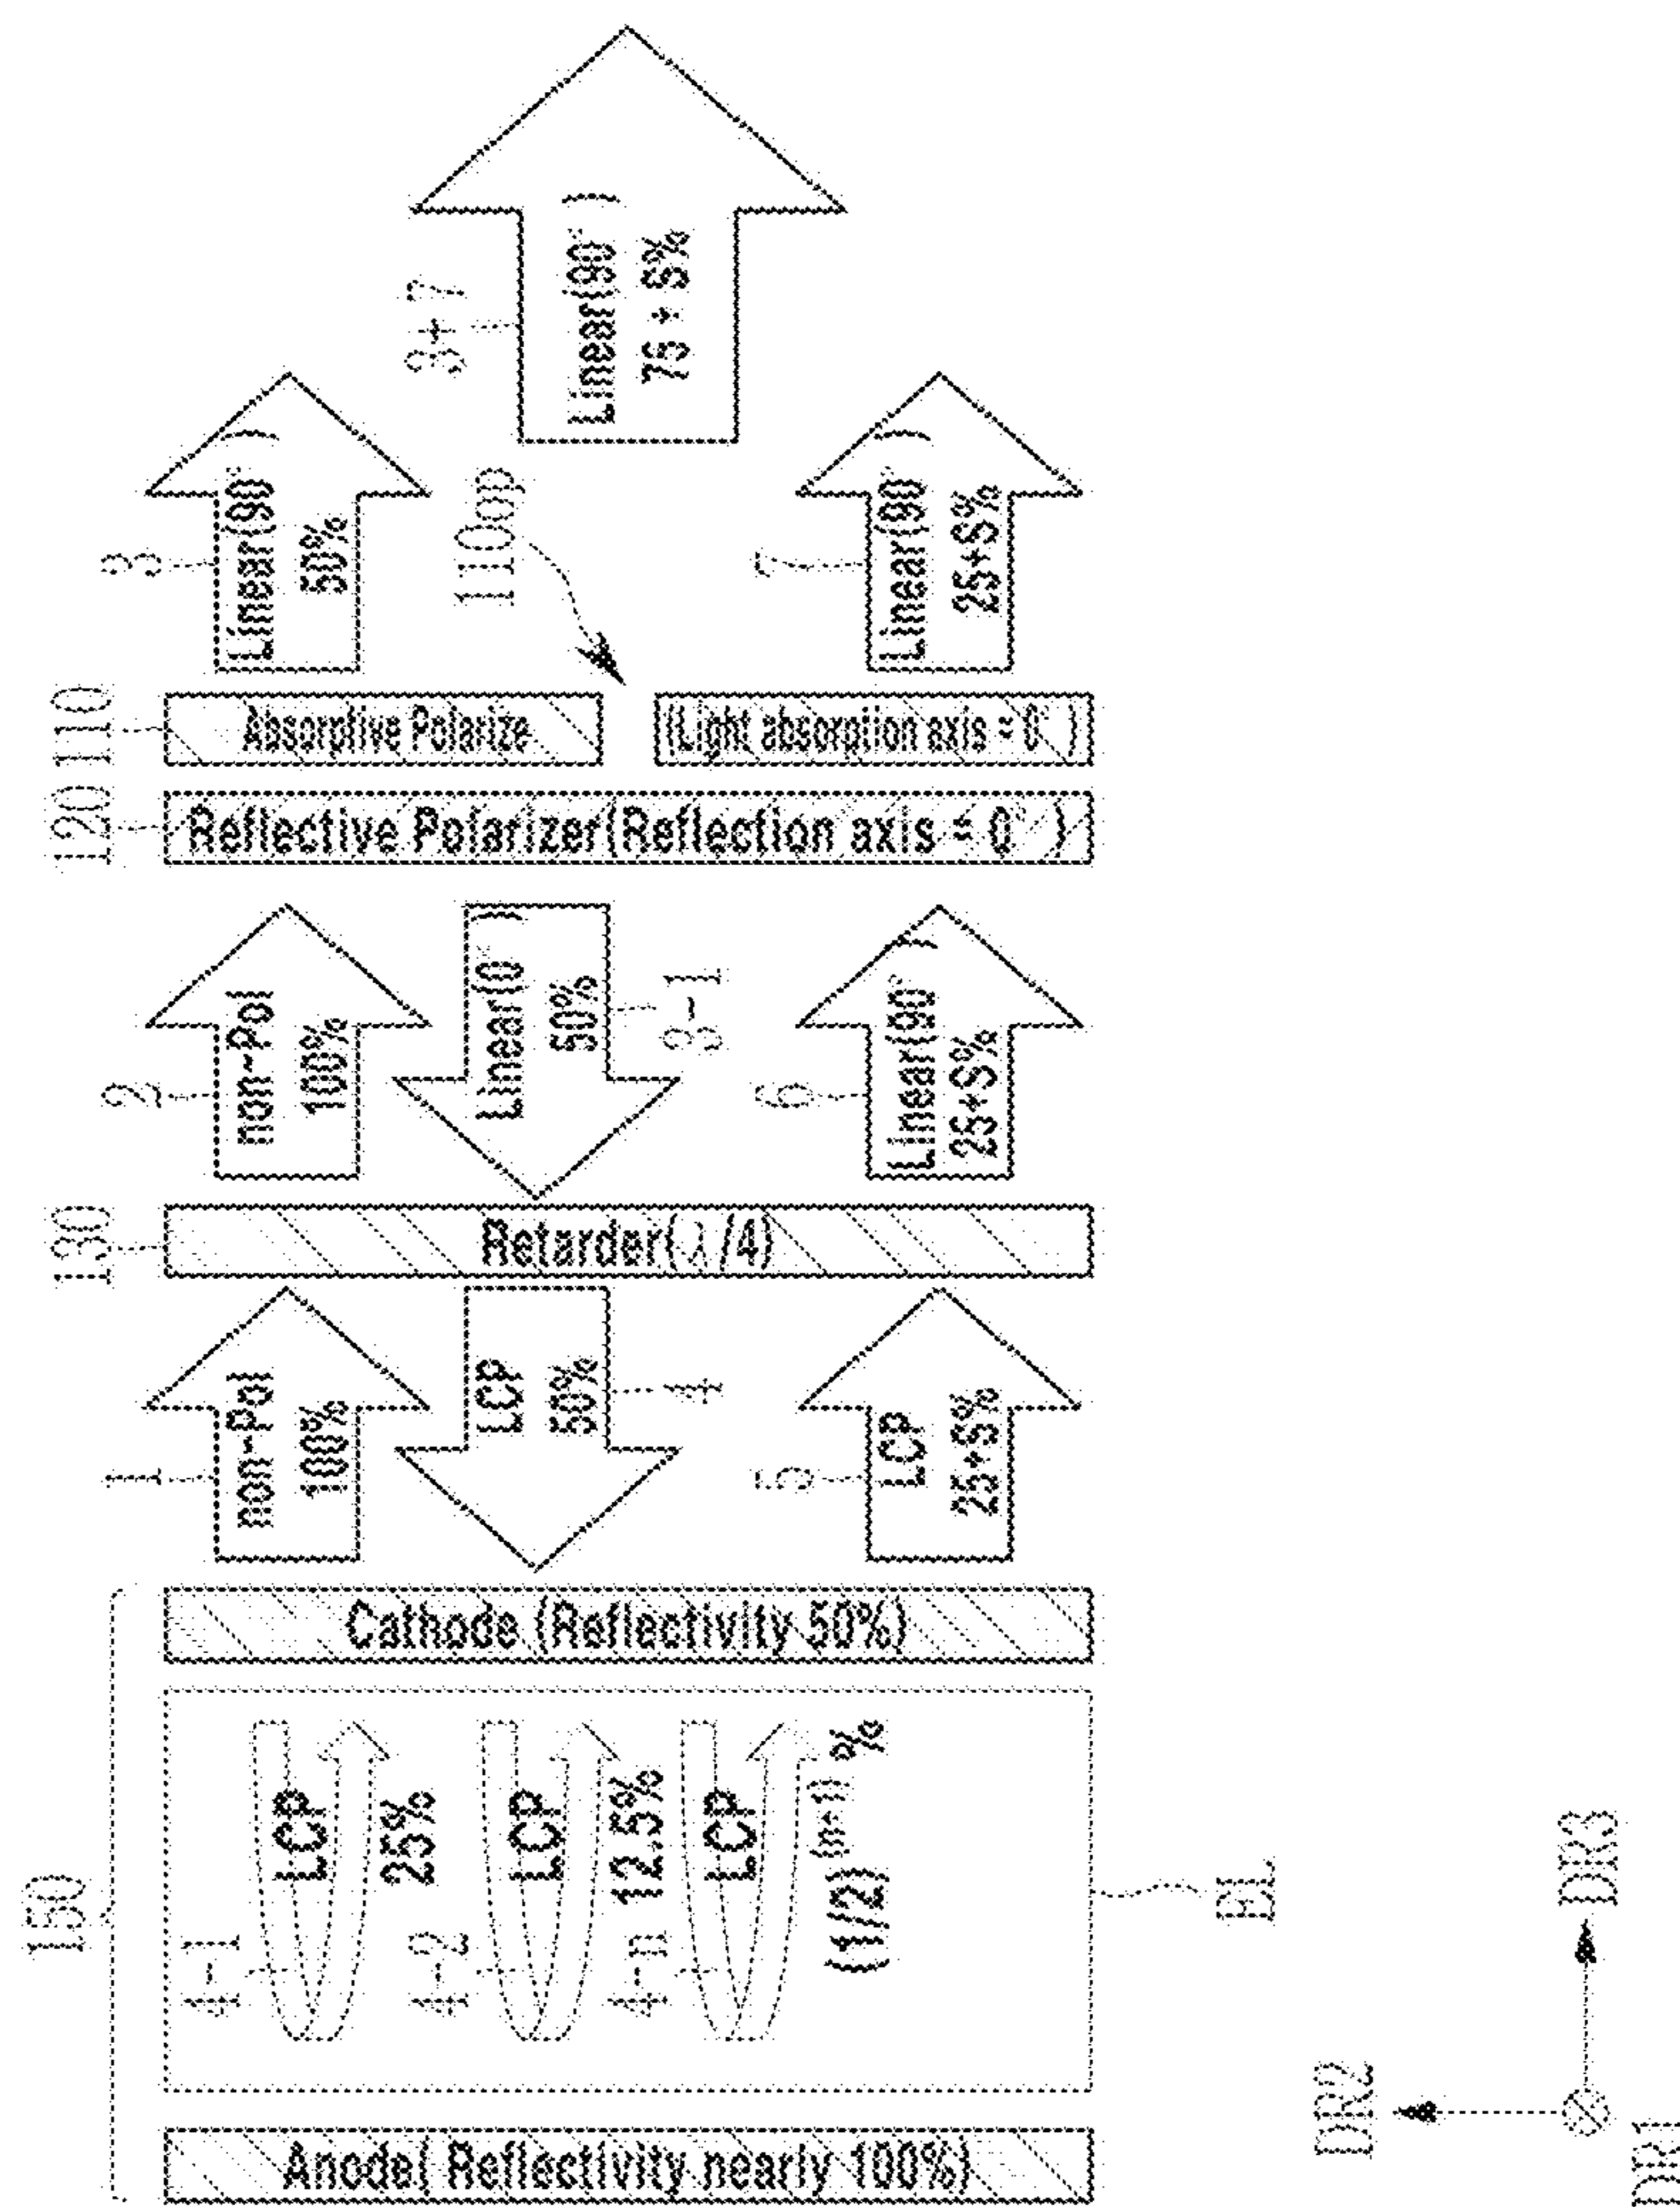 3+7
Linear(90°)
75 + S%
3
Linear(90°)
50%
110op
7
Linear(90°)
25+S%
110
Absorptive Polarize
(Light absorption axis = 0°)
120
Reflective Polarizer(Reflection axis = 0°)
2
non-Pol
100%
Linear(0°)
50%
3-1
6
Linear(90°)
25+S%
130
Retarder(λ/4)
1
non-Pol
100%
LCP
50%
4
5
LCP
25+S%
150
Cathode (Reflectivity 50%)
4-1
LCP
25%
4-2
LCP
12.5%
4-n
LCP
(1/2)(n+1) %
EL
Anode( Reflectivity nearly 100%)
DR2
DR3
DR1